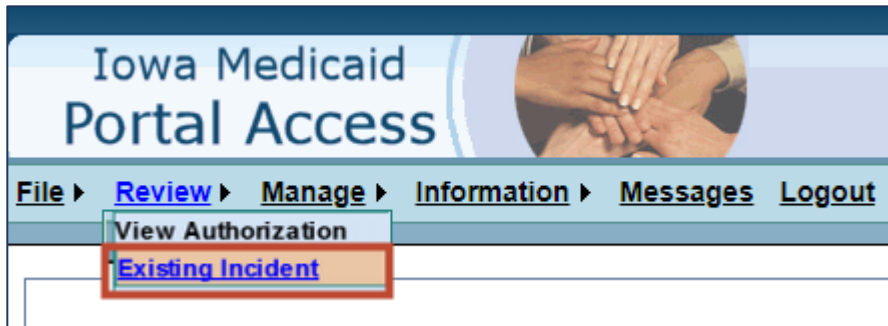 Iowa Medicaid
Portal Access
File Review Manage Information Messages Logout
View Authorization
Existing Incident